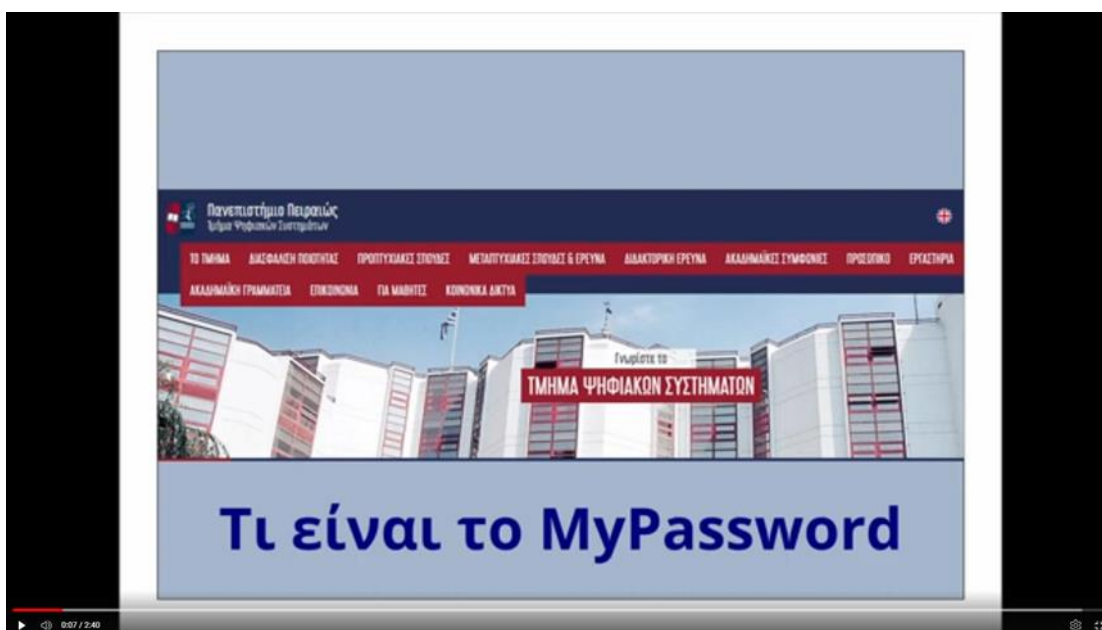 Πανεπιστήμιο Πειραιώς
Τμήμα Ψηφιακών Συστημάτων
ΤΟ ΤΜΗΜΑ ΔΙΑΣΦΑΛΙΣΗ ΠΟΙΟΤΗΤΑΣ ΠΡΟΠΤΥΧΙΑΚΕΣ ΣΠΟΥΔΕΣ ΜΕΤΑΠΤΥΧΙΑΚΕΣ ΣΠΟΥΔΕΣ & ΕΡΕΥΝΑ ΔΙΔΑΚΤΟΡΙΚΗ ΕΡΕΥΝΑ ΑΚΑΔΗΜΑΪΚΕΣ ΣΥΜΦΩΝΙΕΣ ΠΡΟΣΩΠΙΚΟ ΕΡΓΑΣΤΗΡΙΑ
ΑΚΑΔΗΜΑΪΚΗ ΓΡΑΜΜΑΤΕΙΑ ΕΠΙΚΟΙΝΩΝΙΑ ΓΙΑ ΜΑΘΗΤΕΣ ΚΟΙΝΩΝΙΚΑ ΔΙΚΤΥΑ
Γνωρίστε το
ΤΜΗΜΑ ΨΗΦΙΑΚΩΝ ΣΥΣΤΗΜΑΤΩΝ
Τι είναι το MyPassword
0:07 / 2:40